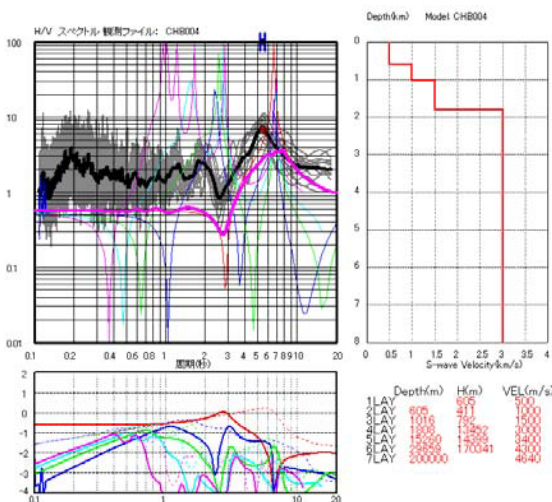 H/V スペクトル 観測ファイル: CHB004
H
100
10
1
0.1
0.01
0.1 0.2 0.4 0.6 0.8 1 2 3 4 5 6 7 8 9 10 20
周期(秒)
2
1
0
-1
-2
-3
-4
0.1 1 10 20
Depth(km) Model: CHB004
0
1
2
3
4
5
6
7
8
0 0.5 1 1.5 2 2.5 3 3.5 4
S-wave Velocity(km/s)
Depth(m) H(m) VEL(m/s)
1LAY 605 500
2LAY 605 411 1000
3LAY 1016
4LAY 13452
5LAY 3400
6LAY 170041 4300
7LAY 200000 4640